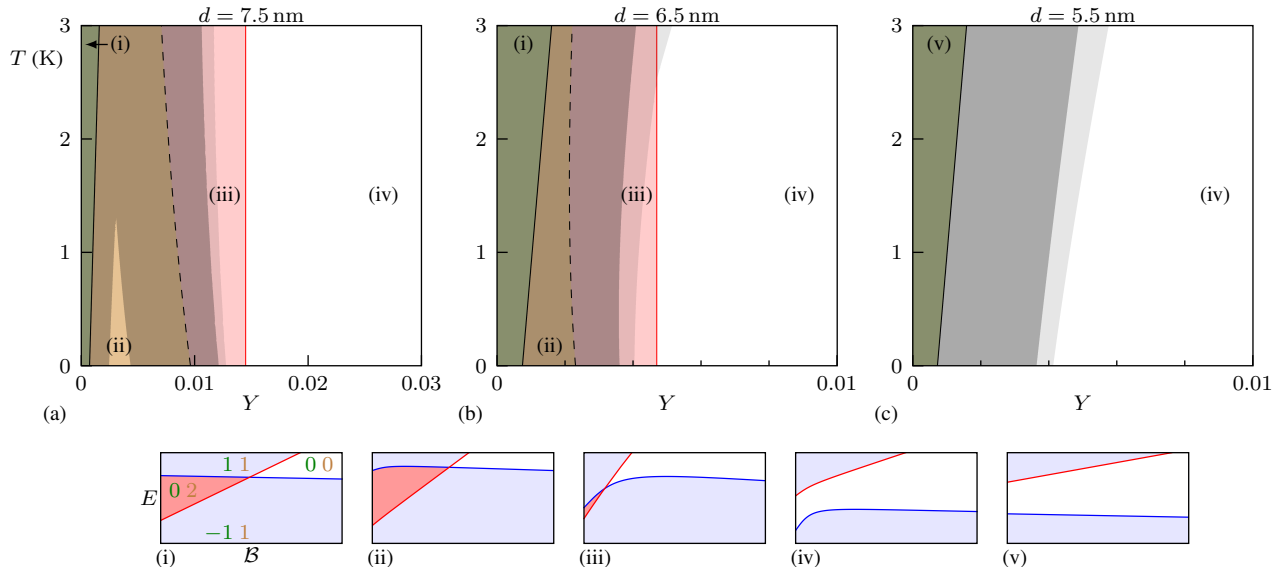 d = 7.5 nm
d = 6.5 nm
d = 5.5 nm
3
T (K)
(i)
2
1
(iii)
(iv)
(ii)
0
0
0.01
0.02
0.03
(a)
Y
3
(i)
2
1
(iii)
(iv)
(ii)
0
0
0.01
(b)
Y
3
(v)
2
1
(iv)
0
0
0.01
(c)
Y
1 1
0 0
E
0 2
−1 1
(i)
ℬ
(ii)
(iii)
(iv)
(v)